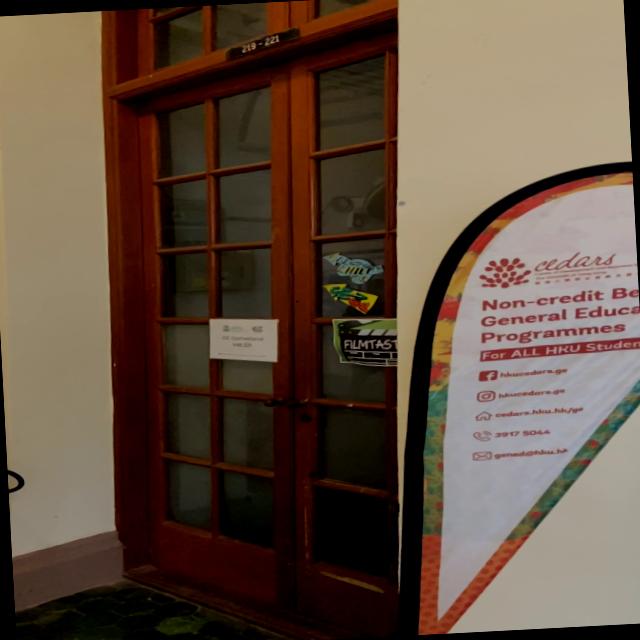 219 - 221
FILMTAST
cedars
Non-credit Be
General Educa
Programmes
For ALL HKU Studen
hkucedars.ge
hkucedars.ge
cedars.hku.hk/ge
3917 5044
gened@hku.hk